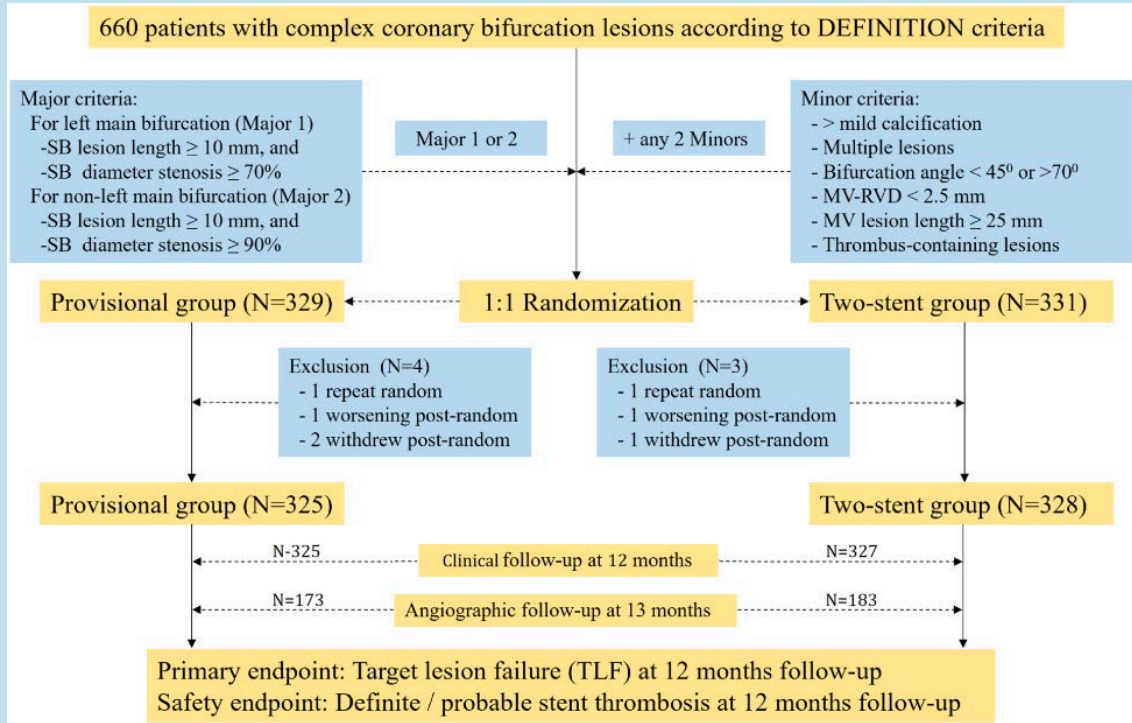 660 patients with complex coronary bifurcation lesions according to DEFINITION criteria
Major criteria:
For left main bifurcation (Major 1)
-SB lesion length ≥ 10 mm, and
-SB diameter stenosis ≥ 70%
For non-left main bifurcation (Major 2)
-SB lesion length ≥ 10 mm, and
-SB diameter stenosis ≥ 90%
Major 1 or 2
+ any 2 Minors
Minor criteria:
- > mild calcification
- Multiple lesions
- Bifurcation angle < 45⁰ or >70⁰
- MV-RVD < 2.5 mm
- MV lesion length ≥ 25 mm
- Thrombus-containing lesions
Provisional group (N=329)
1:1 Randomization
Two-stent group (N=331)
Exclusion (N=4)
- 1 repeat random
- 1 worsening post-random
- 2 withdrew post-random
Exclusion (N=3)
- 1 repeat random
- 1 worsening post-random
- 1 withdrew post-random
Provisional group (N=325)
Two-stent group (N=328)
N-325
Clinical follow-up at 12 months
N=327
N=173
Angiographic follow-up at 13 months
N=183
Primary endpoint: Target lesion failure (TLF) at 12 months follow-up
Safety endpoint: Definite / probable stent thrombosis at 12 months follow-up